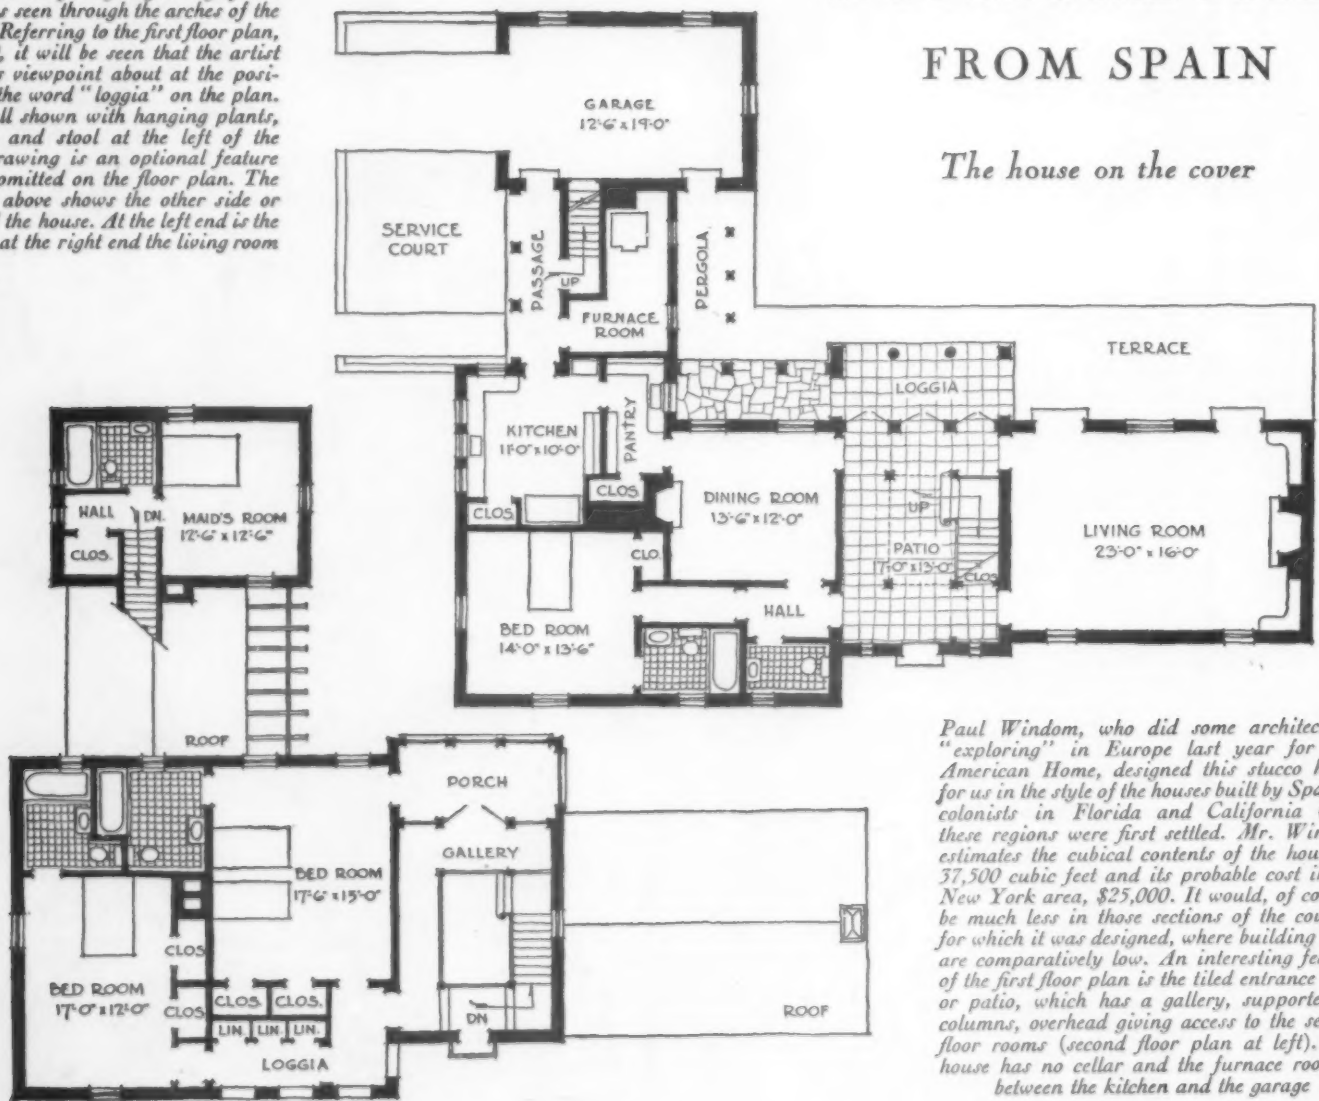 s seen through the arches of the
Referring to the first floor plan,
, it will be seen that the artist
s viewpoint about at the posi-
the word "loggia" on the plan.
ll shown with hanging plants,
and stool at the left of the
rawing is an optional feature
omitted on the floor plan. The
above shows the other side or
the house. At the left end is the
at the right end the living room
FROM SPAIN
The house on the cover
GARAGE
12'-6" x 19'-0"
SERVICE
COURT
PASSAGE
UP
FURNACE
ROOM
PERGOLA
TERRACE
LOGGIA
KITCHEN
11'-0" x 10'-0"
PANTRY
CLOS.
CLOS.
DINING ROOM
13'-6" x 12'-0"
UP
PATIO
17'-0" x 13'-0"
CLOS.
LIVING ROOM
23'-0" x 16'-0"
CLO.
HALL
BED ROOM
14'-0" x 13'-6"
HALL
DN.
MAID'S ROOM
12'-6" x 12'-6"
CLOS.
ROOF
PORCH
GALLERY
BED ROOM
17'-6" x 15'-0"
CLOS.
BED ROOM
17'-0" x 12'-0"
CLOS.
CLOS.
CLOS.
LIN.
LIN.
LIN.
LOGGIA
DN
ROOF
Paul Windom, who did some architec
"exploring" in Europe last year for
American Home, designed this stucco h
for us in the style of the houses built by Spa
colonists in Florida and California
these regions were first settled. Mr. Win
estimates the cubical contents of the hou
37,500 cubic feet and its probable cost i
New York area, $25,000. It would, of co
be much less in those sections of the cou
for which it was designed, where building
are comparatively low. An interesting fe
of the first floor plan is the tiled entrance
or patio, which has a gallery, supporte
columns, overhead giving access to the se
floor rooms (second floor plan at left).
house has no cellar and the furnace roo
between the kitchen and the garage